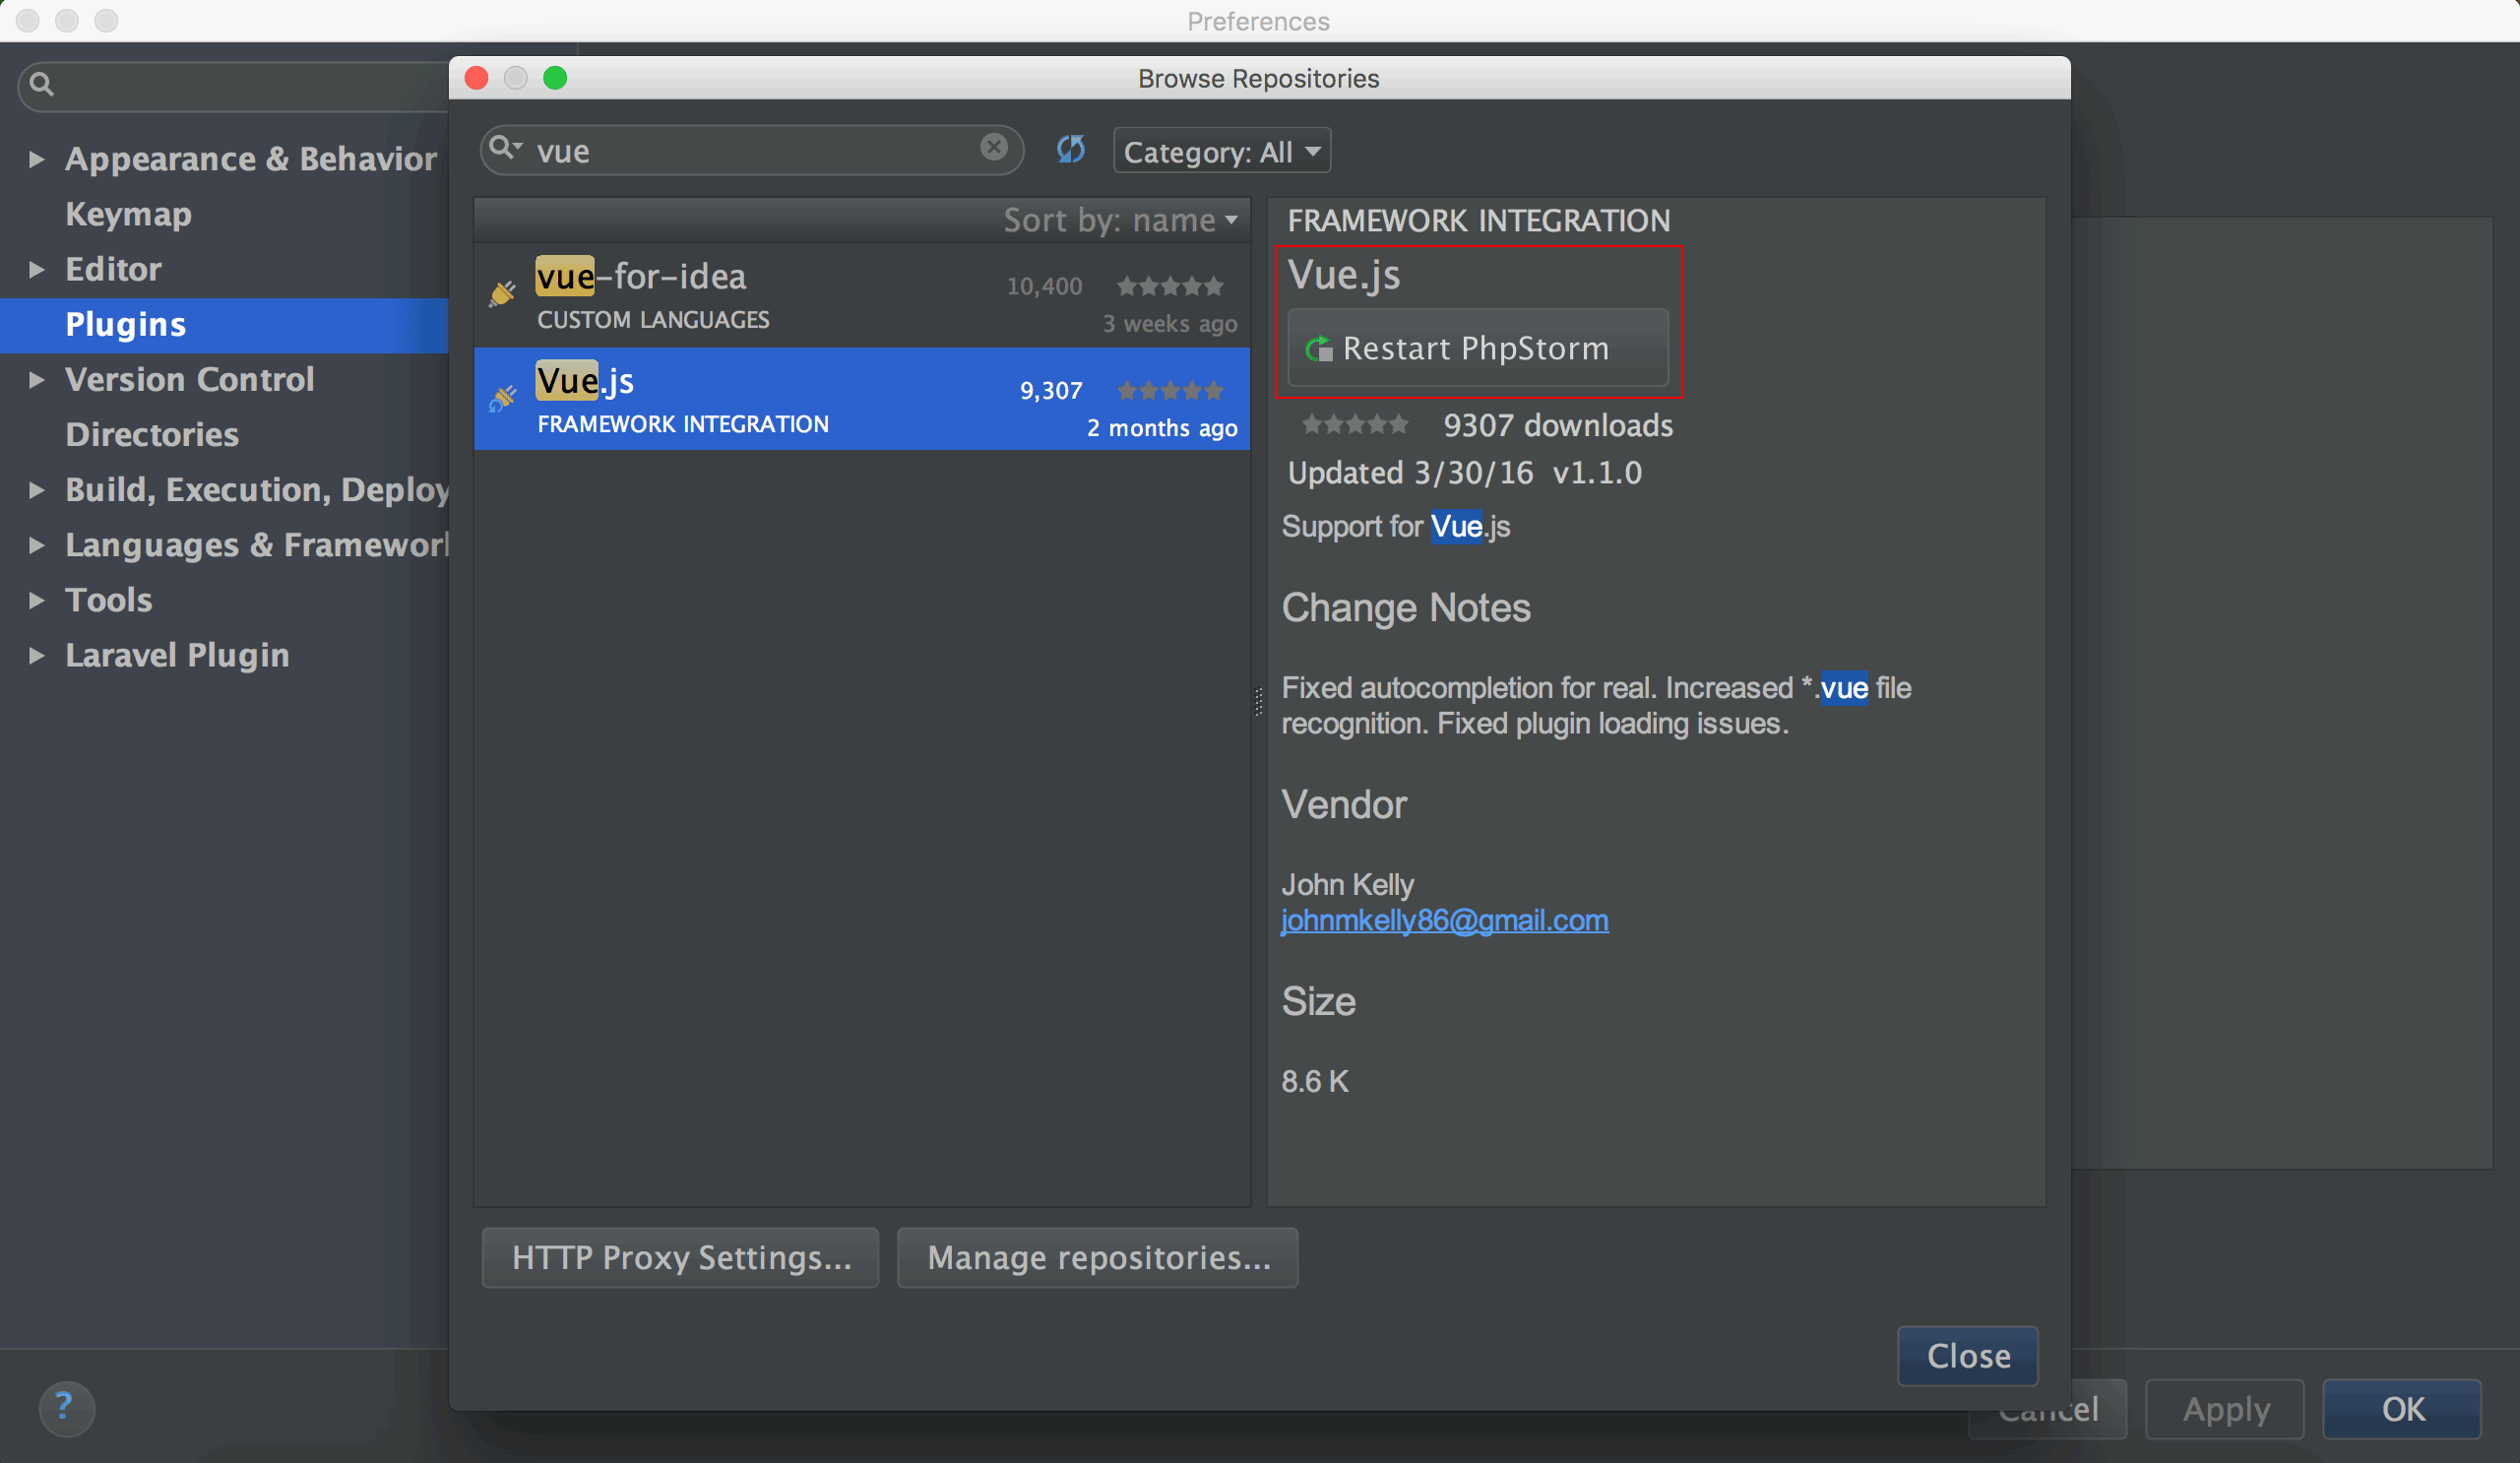 Preferences
Browse Repositories
vue
Category: All
Appearance & Behavior
Keymap
Editor
Plugins
Version Control
Directories
Build, Execution, Deploy
Languages & Framework
Tools
Laravel Plugin
Sort by: name
vue-for-idea 10,400
CUSTOM LANGUAGES 3 weeks ago
Vue.js 9,307
FRAMEWORK INTEGRATION 2 months ago
FRAMEWORK INTEGRATION
Vue.js
Restart PhpStorm
9307 downloads
Updated 3/30/16 v1.1.0
Support for Vue.js
Change Notes
Fixed autocompletion for real. Increased *.vue file
recognition. Fixed plugin loading issues.
Vendor
John Kelly
johnmkelly86@gmail.com
Size
8.6 K
HTTP Proxy Settings...
Manage repositories...
Close
?
Cancel
Apply
OK